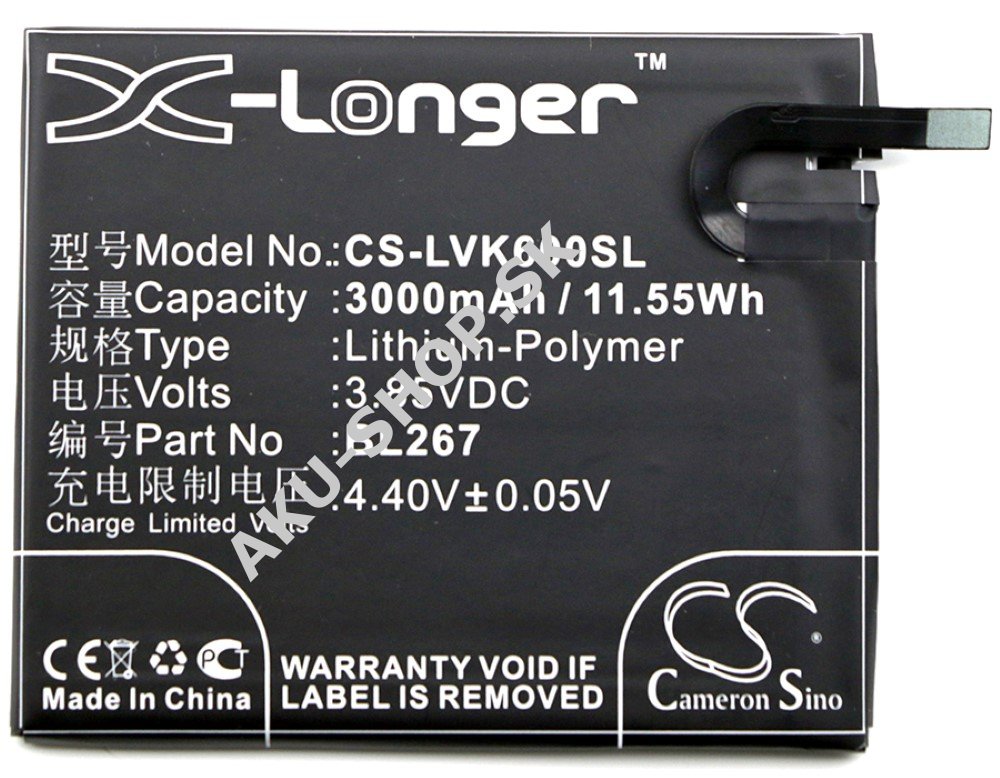 X-Longer™
型号Model No.:CS-LVK600SL
容量Capacity :3000mAh / 11.55Wh
规格Type :Lithium-Polymer
电压Volts :3.85VDC
编号Part No :BL267
充电限制电压:4.40V±0.05V
Charge Limited Volts
AKU-SHOP.SK
CE PCT
Made In China
WARRANTY VOID IF
LABEL IS REMOVED
CS®
Cameron Sino